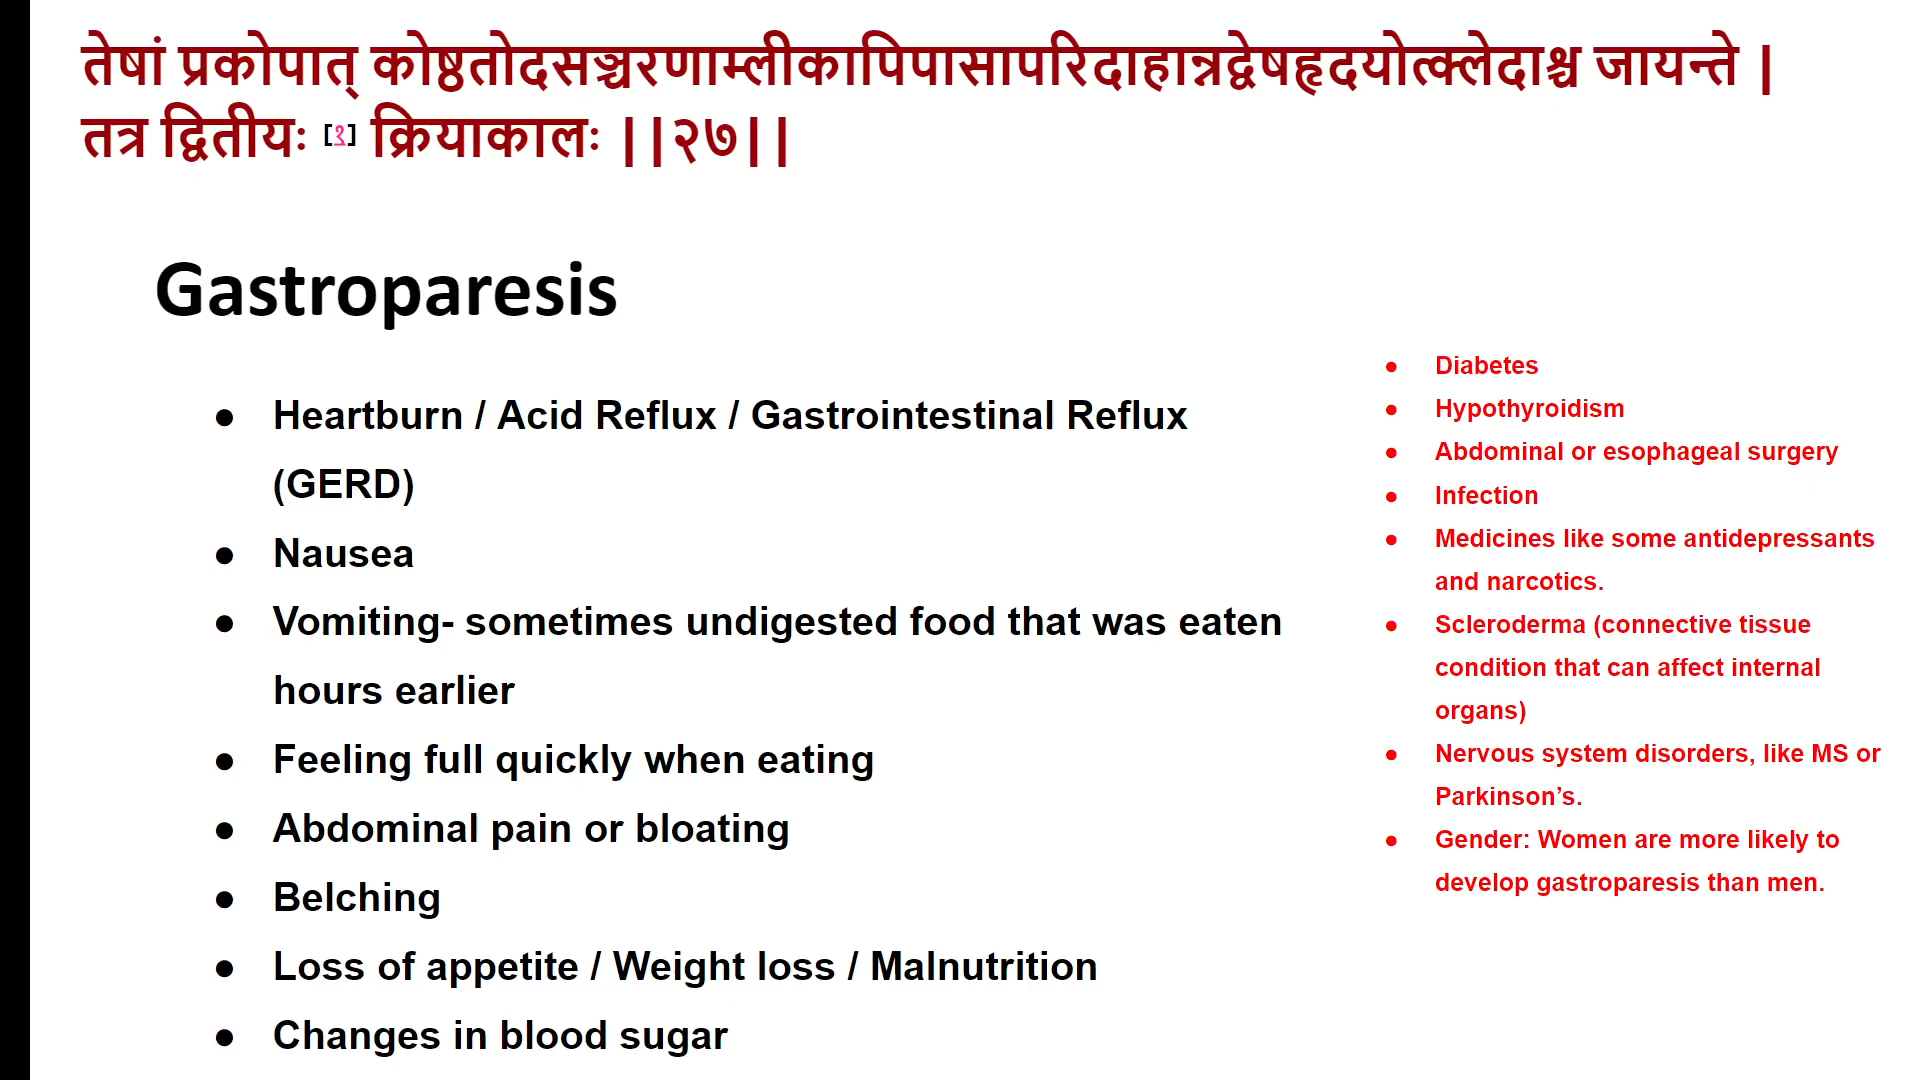 तेषां प्रकोपात् कोष्ठतोदसञ्चरणाम्लीकापिपासापरिदाहान्नद्वेषहृदयोत्क्लेदाश्च जायन्ते |
तत्र द्वितीयः [१] क्रियाकालः ||२७||
Gastroparesis
● Heartburn / Acid Reflux / Gastrointestinal Reflux
(GERD)
● Nausea
● Vomiting- sometimes undigested food that was eaten
hours earlier
● Feeling full quickly when eating
● Abdominal pain or bloating
● Belching
● Loss of appetite / Weight loss / Malnutrition
● Changes in blood sugar
● Diabetes
● Hypothyroidism
● Abdominal or esophageal surgery
● Infection
● Medicines like some antidepressants
and narcotics.
● Scleroderma (connective tissue
condition that can affect internal
organs)
● Nervous system disorders, like MS or
Parkinson’s.
● Gender: Women are more likely to
develop gastroparesis than men.